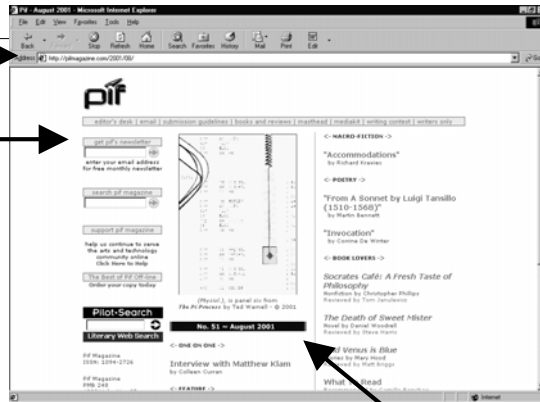 Pif - August 2001 - Microsoft Internet Explorer
File Edit View Favorites Tools Help
Back Forward Stop Refresh Home Search Favorites History Mail Print Edit
Address http://pifmagazine.com/2001/08/
pif
editor's desk | email | submission guidelines | books and reviews | masthead | mediakit | writing contest | writers only
get pif's newsletter
enter your email address
for free monthly newsletter
search pif magazine
support pif magazine
help us continue to serve
the arts and technology
community online
Click Here to Help
The Best of Pif Off-line
Order your copy today
Pilot-Search
Literary Web Search
Pif Magazine
ISSN: 1094-2726
Pif Magazine
PMB 248
(Physics1.), is panel six from
The Pi Process by Ted Warnell - © 2001
No. 51 ~ August 2001
<- ONE ON ONE ->
Interview with Matthew Klam
by Colleen Curran
<- FEATURE ->
<- MACRO-FICTION ->
"Accommodations"
by Richard
<- POETRY ->
"From A Sonnet by Luigi Tansillo
(1510-1568)"
by Martin Bennett
"Invocation"
by Corrine De Winter
<- BOOK LOVERS ->
Socrates Café: A Fresh Taste of
Philosophy
Nonfiction by Christopher Phillips
Reviewed by Tom Janulewicz
The Death of Sweet Mister
Novel by Daniel Woodrell
Reviewed by Steve Harris
Venus is Blue
by Mary Hood
Reviewed by Matt Briggs
What Read
Internet